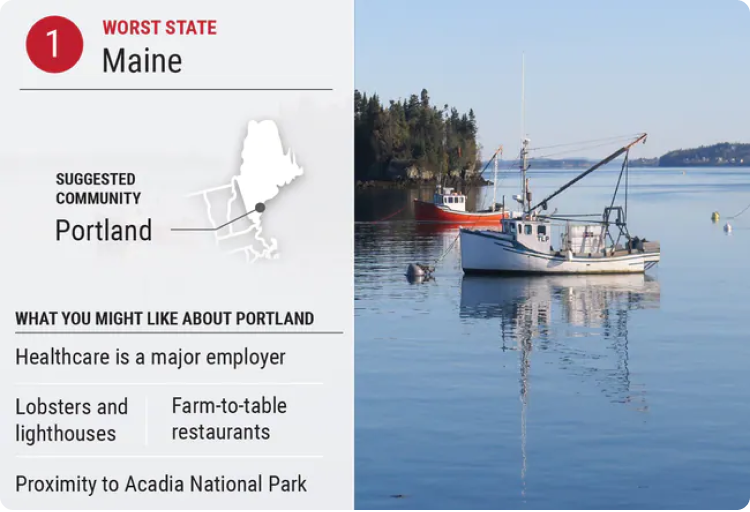 1
WORST STATE
Maine
SUGGESTED
COMMUNITY
Portland
WHAT YOU MIGHT LIKE ABOUT PORTLAND
Healthcare is a major employer
Lobsters and
lighthouses
Farm-to-table
restaurants
Proximity to Acadia National Park